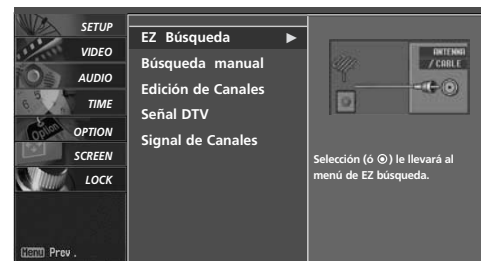 SETUP
VIDEO
AUDIO
TIME
OPTION
SCREEN
LOCK
Menu Prev.
EZ Búsqueda ▶
Búsqueda manual
Edición de Canales
Señal DTV
Signal de Canales
ANTENNA
/ CABLE
Selección (ó ⊙) le llevará al
menú de EZ búsqueda.